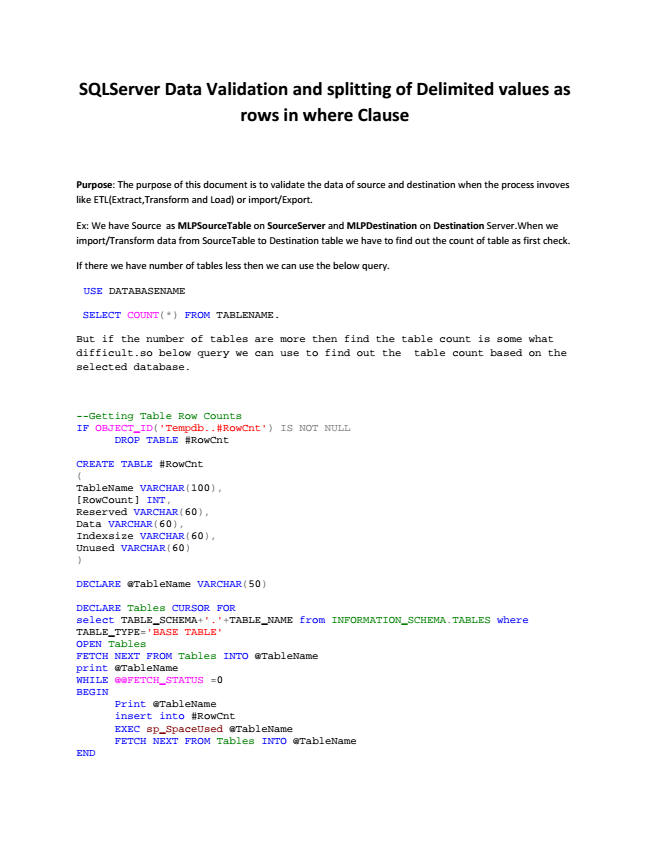 SQLServer Data Validation and splitting of Delimited values as
rows in where Clause
Purpose: The purpose of this document is to validate the data of source and destination when the process invoves
like ETL(Extract,Transform and Load) or import/Export.
Ex: We have Source  as MLPSourceTable on SourceServer and MLPDestination on Destination Server.When we
import/Transform data from SourceTable to Destination table we have to find out the count of table as first check.
If there we have number of tables less then we can use the below query.
USE DATABASENAME
SELECT COUNT(*) FROM TABLENAME.
But if the number of tables are more then find the table count is some what
difficult.so below query we can use to find out the  table count based on the
selected database.
--Getting Table Row Counts
IF OBJECT_ID('Tempdb..#RowCnt') IS NOT NULL
DROP TABLE #RowCnt
CREATE TABLE #RowCnt
(
TableName VARCHAR(100),
[RowCount] INT,
Reserved VARCHAR(60),
Data VARCHAR(60),
Indexsize VARCHAR(60),
Unused VARCHAR(60)
)
DECLARE @TableName VARCHAR(50)
DECLARE Tables CURSOR FOR
select TABLE_SCHEMA+'.'+TABLE_NAME from INFORMATION_SCHEMA.TABLES where
TABLE_TYPE='BASE TABLE'
OPEN Tables
FETCH NEXT FROM Tables INTO @TableName
print @TableName
WHILE @@FETCH_STATUS =0
BEGIN
Print @TableName
insert into #RowCnt
EXEC sp_SpaceUsed @TableName
FETCH NEXT FROM Tables INTO @TableName
END